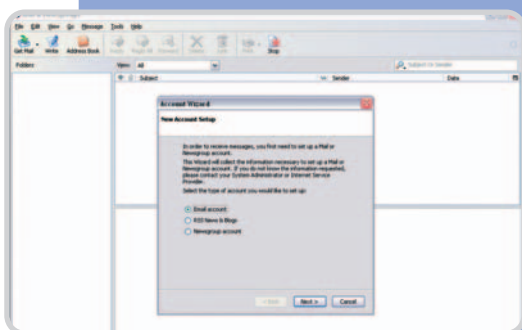 File Edit View Go Message Tools Help
Get Mail Write Address Book Reply Reply All Forward Delete Junk Print Stop
Folders View: All Subject or Sender
Subject Sender Date
Account Wizard
New Account Setup
In order to receive messages, you first need to set up a Mail or
Newsgroup account.
This Wizard will collect the information necessary to set up a Mail or
Newsgroup account. If you do not know the information requested,
please contact your System Administrator or Internet Service
Provider.
Select the type of account you would like to set up:
Email account
RSS News & Blogs
Newsgroup account
< Back Next > Cancel